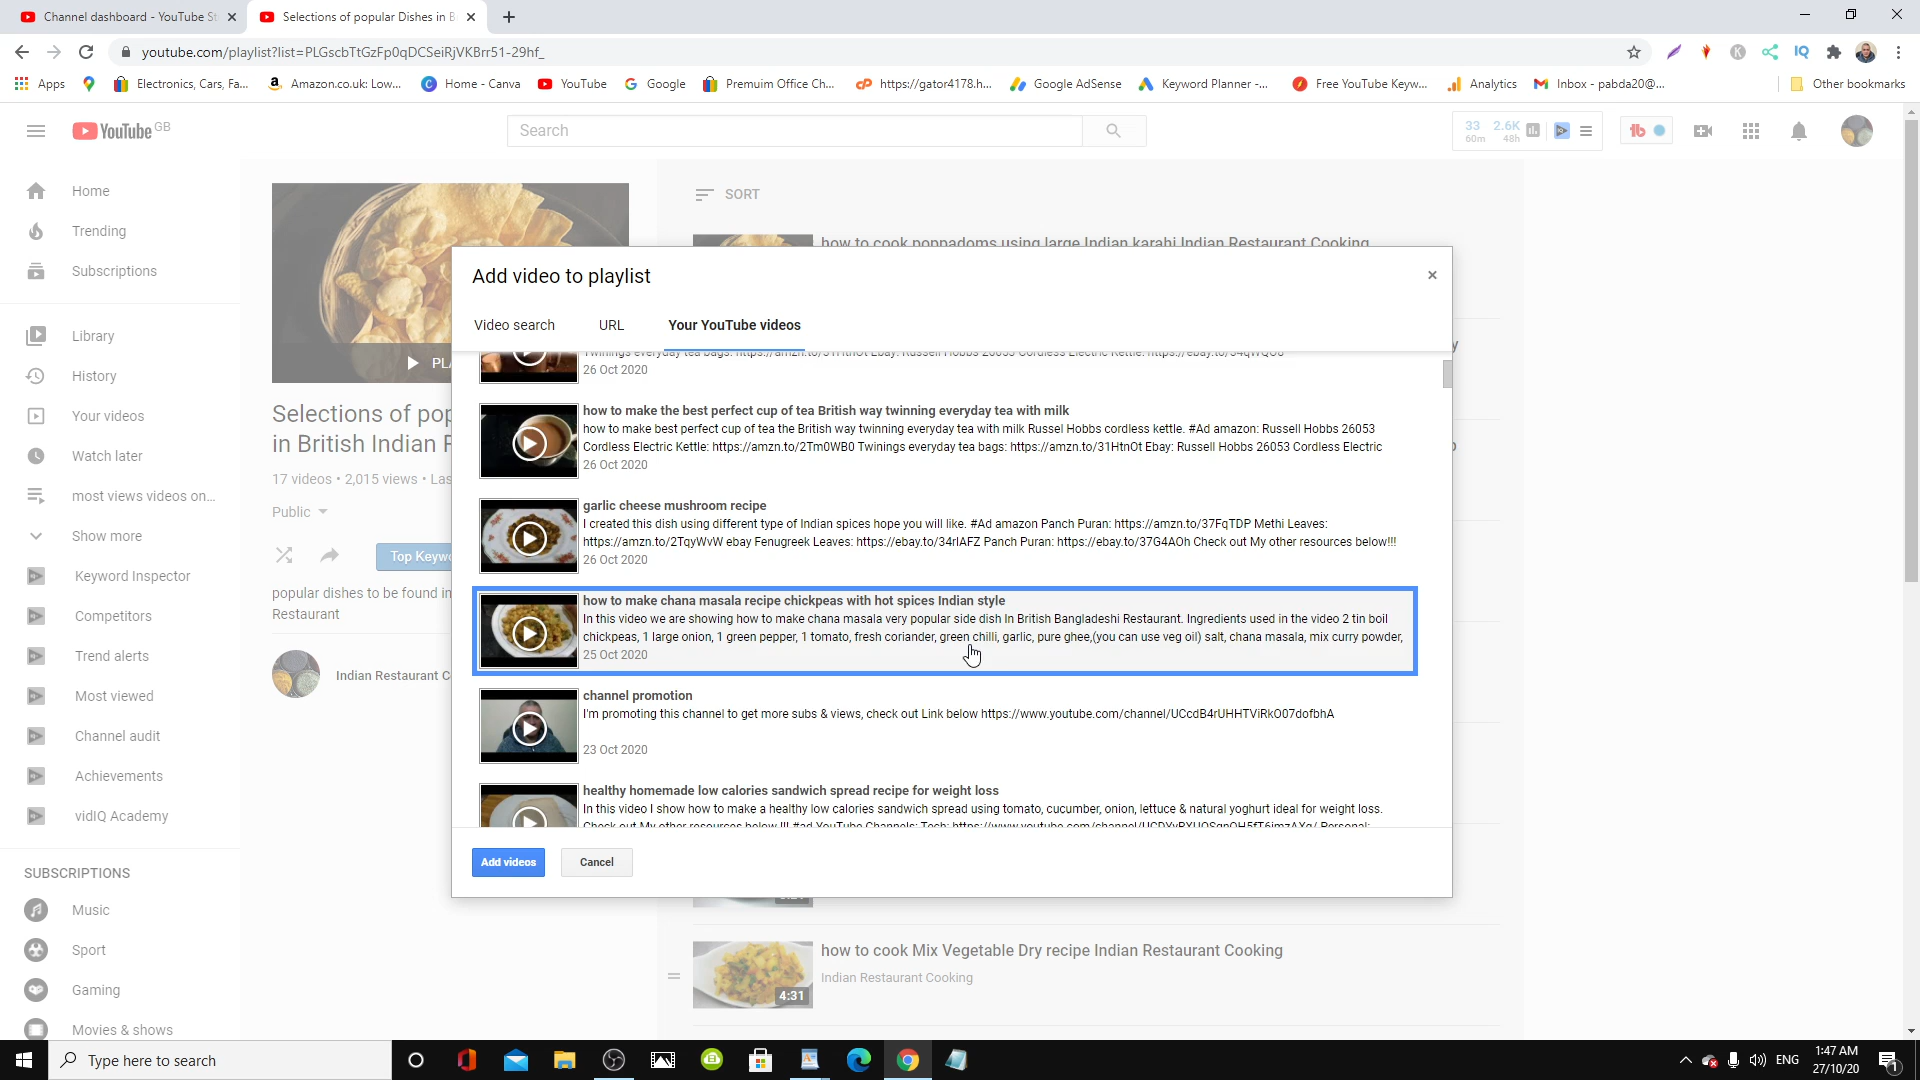 Channel dashboard - YouTube St
Selections of popular Dishes in B
youtube.com/playlist?list=PLGscbTtGzFp0qDCSeiRjVKBrr51-29hf_
Apps
Electronics, Cars, Fa...
Amazon.co.uk: Low...
Home - Canva
YouTube
Google
Premuim Office Ch...
https://gator4178.h...
Google AdSense
Keyword Planner -...
Free YouTube Keyw...
Analytics
Inbox - pabda20@...
Other bookmarks
YouTube GB
Search
33 2.6K
60m 48h
Home
Trending
Subscriptions
Library
History
Your videos
Watch later
most views videos on...
Show more
Keyword Inspector
Competitors
Trend alerts
Most viewed
Channel audit
Achievements
vidIQ Academy
SUBSCRIPTIONS
Music
Sport
Gaming
Movies & shows
PL
Selections of pop
in British Indian R
17 videos • 2,015 views • Las
Public
Top Keywo
popular dishes to be found in
Restaurant
Indian Restaurant C
SORT
how to cook poppadoms using large Indian karahi Indian Restaurant Cooking
Add video to playlist
Video search
URL
Your YouTube videos
26 Oct 2020
how to make the best perfect cup of tea British way twinning everyday tea with milk
how to make best perfect cup of tea the British way twinning everyday tea with milk Russel Hobbs cordless kettle. #Ad amazon: Russell Hobbs 26053
Cordless Electric Kettle: https://amzn.to/2Tm0WB0 Twinings everyday tea bags: https://amzn.to/31HtnOt Ebay: Russell Hobbs 26053 Cordless Electric
26 Oct 2020
garlic cheese mushroom recipe
I created this dish using different type of Indian spices hope you will like. #Ad amazon Panch Puran: https://amzn.to/37FqTDP Methi Leaves:
https://amzn.to/2TqyWvW ebay Fenugreek Leaves: https://ebay.to/34rIAFZ Panch Puran: https://ebay.to/37G4AOh Check out My other resources below!!!
26 Oct 2020
how to make chana masala recipe chickpeas with hot spices Indian style
In this video we are showing how to make chana masala very popular side dish In British Bangladeshi Restaurant. Ingredients used in the video 2 tin boil
chickpeas, 1 large onion, 1 green pepper, 1 tomato, fresh coriander, green chilli, garlic, pure ghee,(you can use veg oil) salt, chana masala, mix curry powder,
25 Oct 2020
channel promotion
I'm promoting this channel to get more subs & views, check out Link below https://www.youtube.com/channel/UCcdB4rUHHTViRkO07dofbhA
23 Oct 2020
healthy homemade low calories sandwich spread recipe for weight loss
In this video I show how to make a healthy low calories sandwich spread using tomato, cucumber, onion, lettuce & natural yoghurt ideal for weight loss.
Add videos
Cancel
how to cook Mix Vegetable Dry recipe Indian Restaurant Cooking
Indian Restaurant Cooking
4:31
Type here to search
ENG
1:47 AM
27/10/20
1